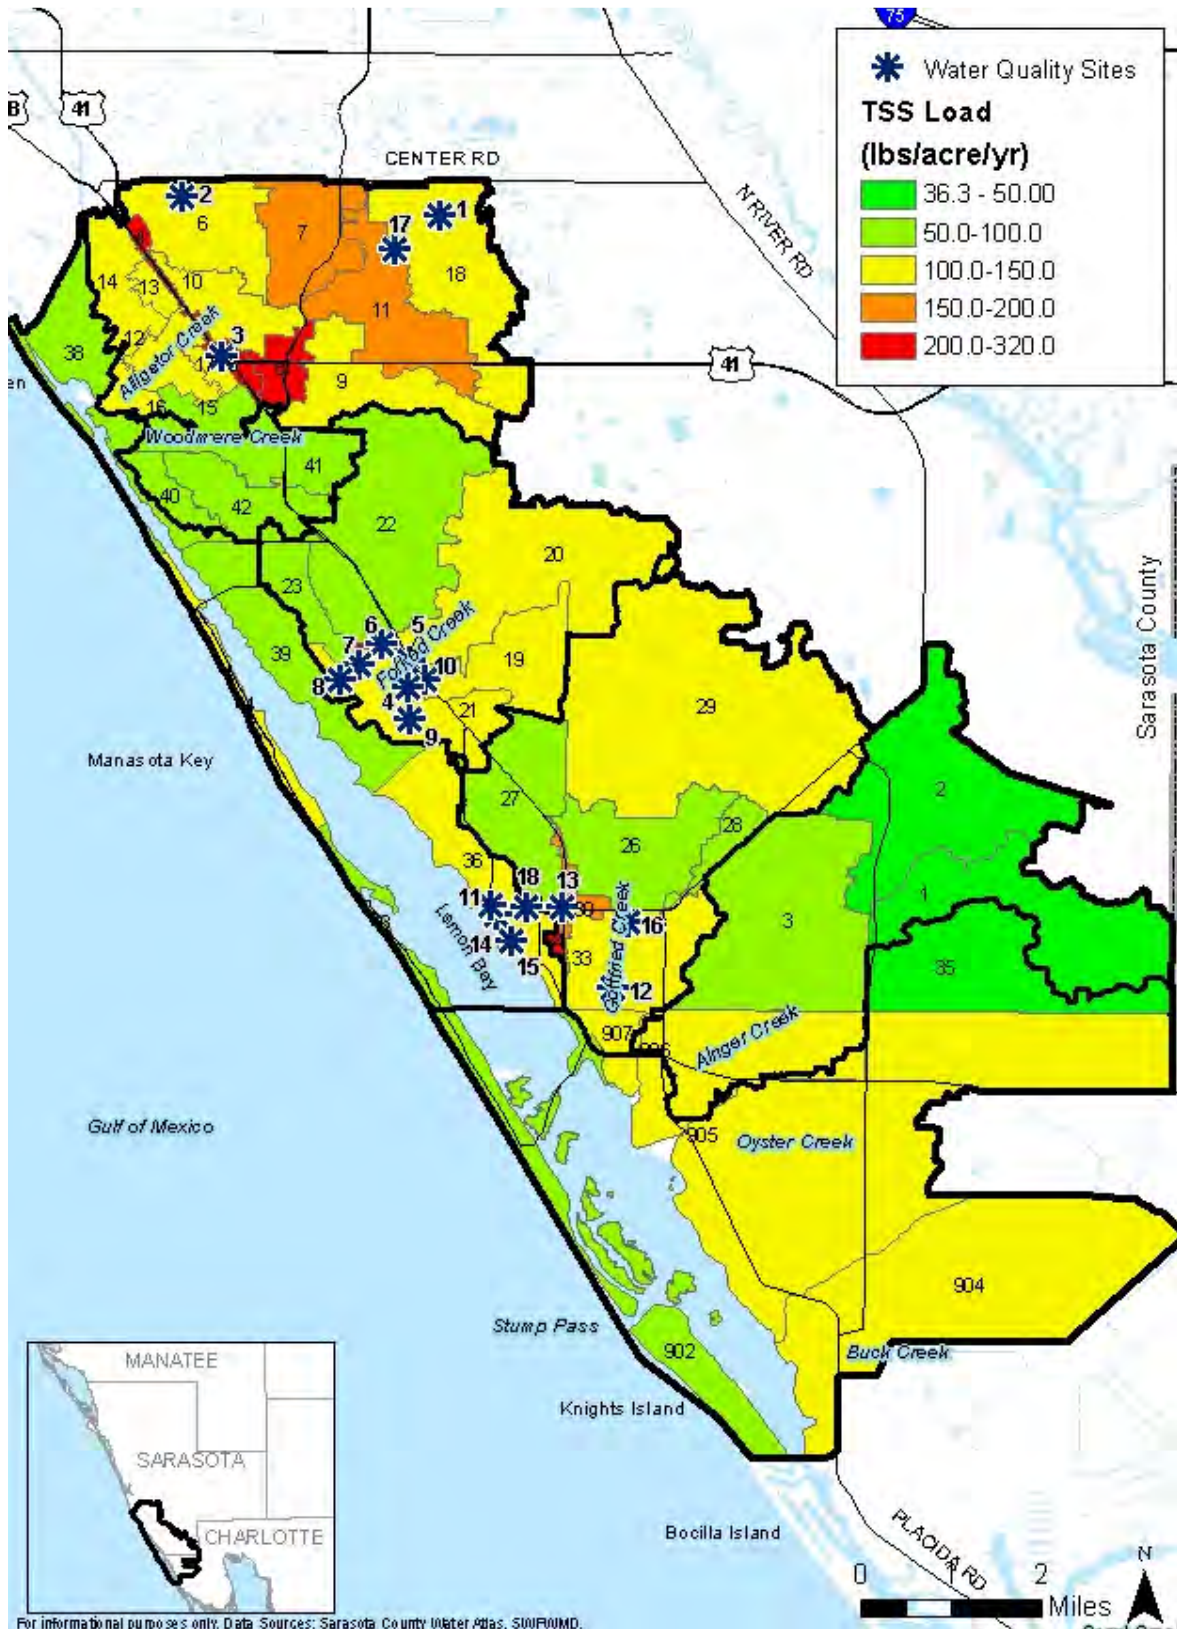 75
Water Quality Sites
TSS Load
(lbs/acre/yr)
36.3 - 50.00
50.0-100.0
100.0-150.0
150.0-200.0
200.0-320.0
41
CENTER RD
N RIVER RD
2
1
6
7
17
18
14
13
10
11
12
3
38
Alligator Creek
41
9
en
16
15
Woodmere Creek
41
40
42
22
20
23
6
5
7
Forked Creek
10
19
39
8
4
21
9
29
Sarasota County
Manasota Key
27
2
28
26
36
18
13
11
1
16
3
Lemon Bay
14
33
Gottfried Creek
35
15
12
907
Ainger Creek
Gulf of Mexico
905
Oyster Creek
904
Stump Pass
902
Buck Creek
MANATEE
Knights Island
SARASOTA
CHARLOTTE
Bocilla Island
PLACIDA RD
N
0 2
Miles
For informational purposes only. Data Sources: Sarasota County Water Atlas, SWFWMD.